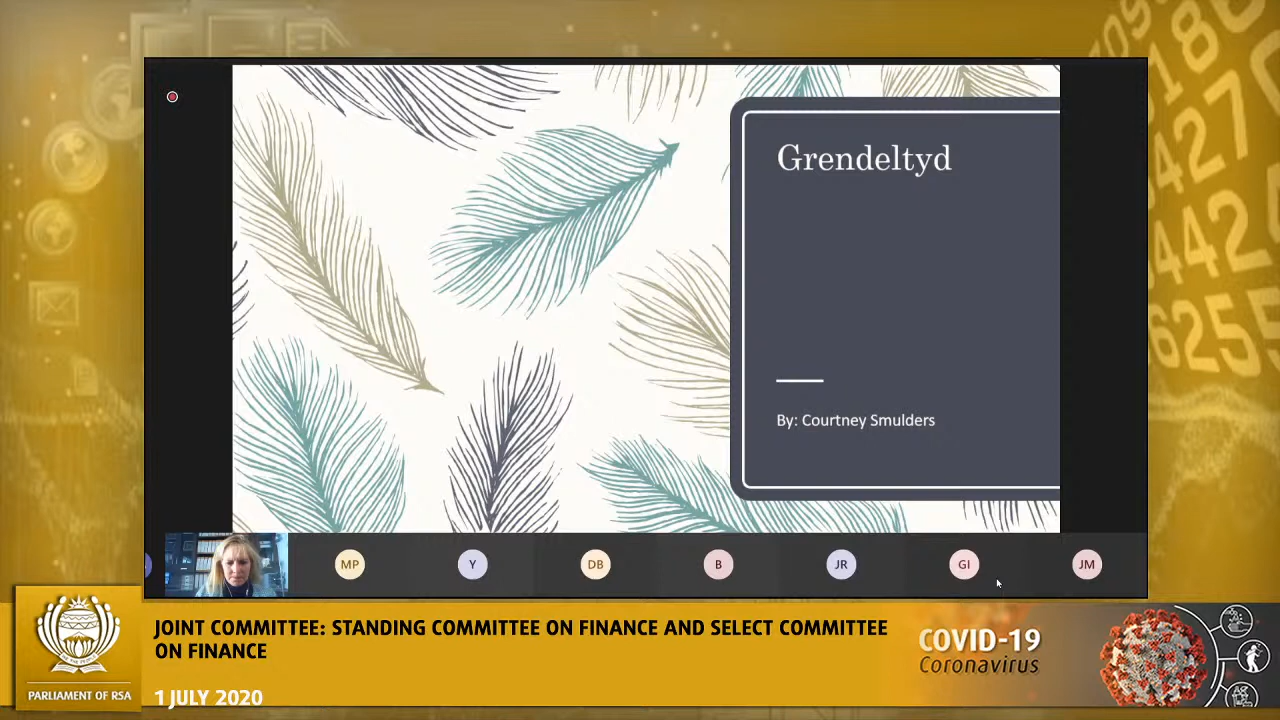 Grendeltyd
By: Courtney Smulders
MP
Y
DB
B
JR
GI
JM
JOINT COMMITTEE: STANDING COMMITTEE ON FINANCE AND SELECT COMMITTEE
ON FINANCE
1 JULY 2020
PARLIAMENT OF RSA
COVID-19
Coronavirus